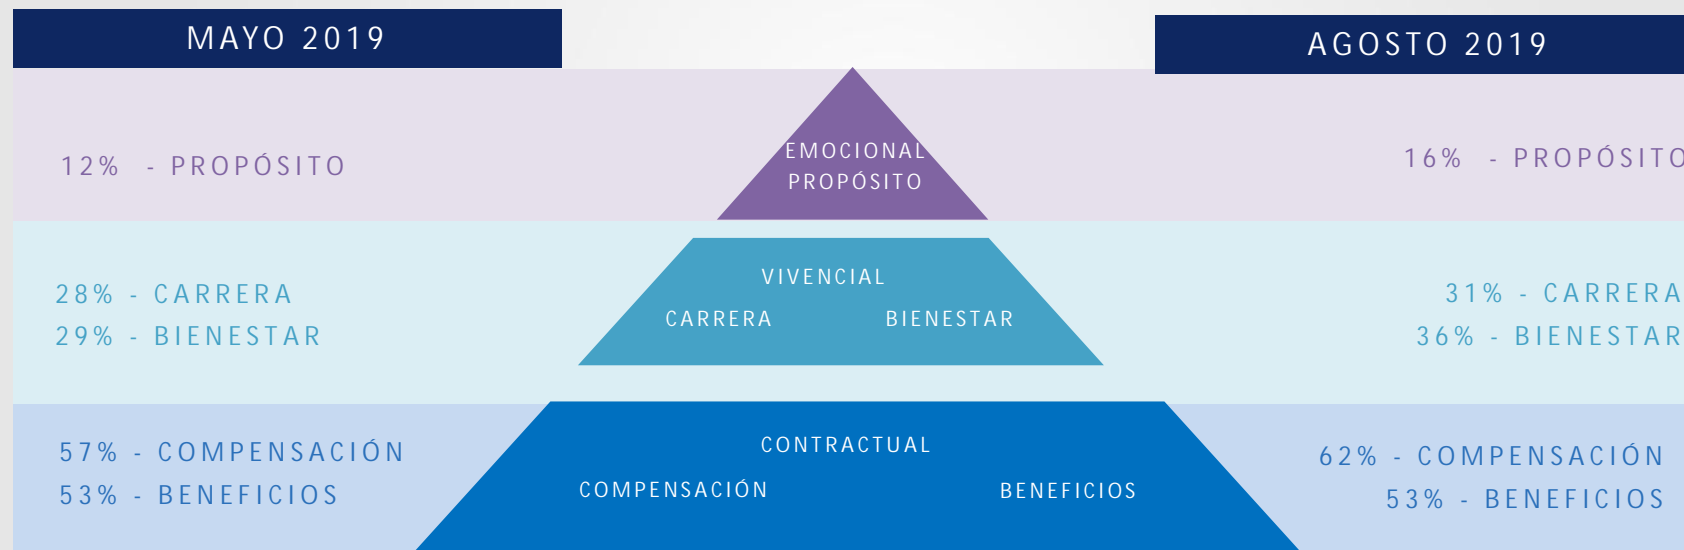 MAYO 2019
AGOSTO 2019
12% - PROPÓSITO
EMOCIONAL
PROPÓSITO
16% - PROPÓSITO
28% - CARRERA
29% - BIENESTAR
VIVENCIAL
CARRERA BIENESTAR
31% - CARRERA
36% - BIENESTAR
57% - COMPENSACIÓN
53% - BENEFICIOS
CONTRACTUAL
COMPENSACIÓN BENEFICIOS
62% - COMPENSACIÓN
53% - BENEFICIOS